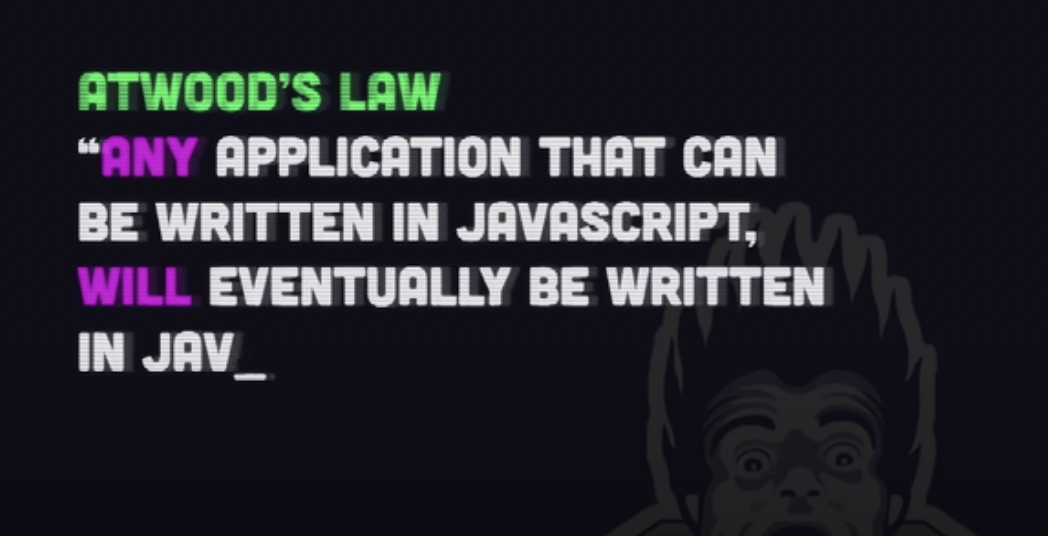 ATWOOD’S LAW
“ANY APPLICATION THAT CAN
BE WRITTEN IN JAVASCRIPT,
WILL EVENTUALLY BE WRITTEN
IN JAV_